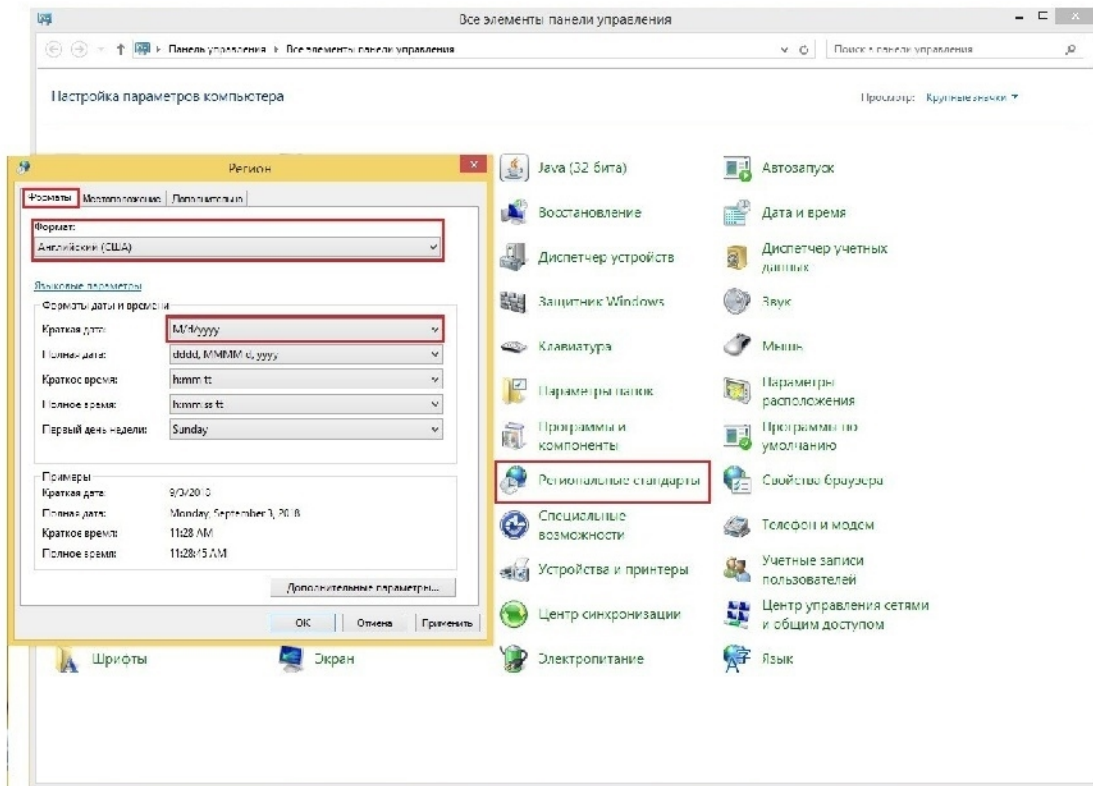 Все элементы панели управления
Панель управления Все элементы панели управления
Поиск в панели управления
Настройка параметров компьютера
Просмотр: Крупные значки
Регион
Форматы Местоположение Дополнительно
Формат:
Английский (США)
Языковые параметры
Форматы даты и времени
Краткая дата: M/d/yyyy
Полная дата: dddd, MMMM d, yyyy
Краткое время: h:mm tt
Полное время: h:mm:ss tt
Первый день недели: Sunday
Примеры
Краткая дата: 9/3/2018
Полная дата: Monday, September 3, 2018
Краткое время: 11:28 AM
Полное время: 11:28:45 AM
Дополнительные параметры...
ОК Отмена Применить
Java (32 бита)
Автозапуск
Восстановление
Дата и время
Диспетчер устройств
Диспетчер учетных
данных
Защитник Windows
Звук
Клавиатура
Мышь
Параметры папок
Параметры
расположения
Программы и
компоненты
Программы по
умолчанию
Региональные стандарты
Свойства браузера
Специальные
возможности
Телефон и модем
Устройства и принтеры
Учетные записи
пользователей
Центр синхронизации
Центр управления сетями
и общим доступом
Шрифты
Экран
Электропитание
Язык